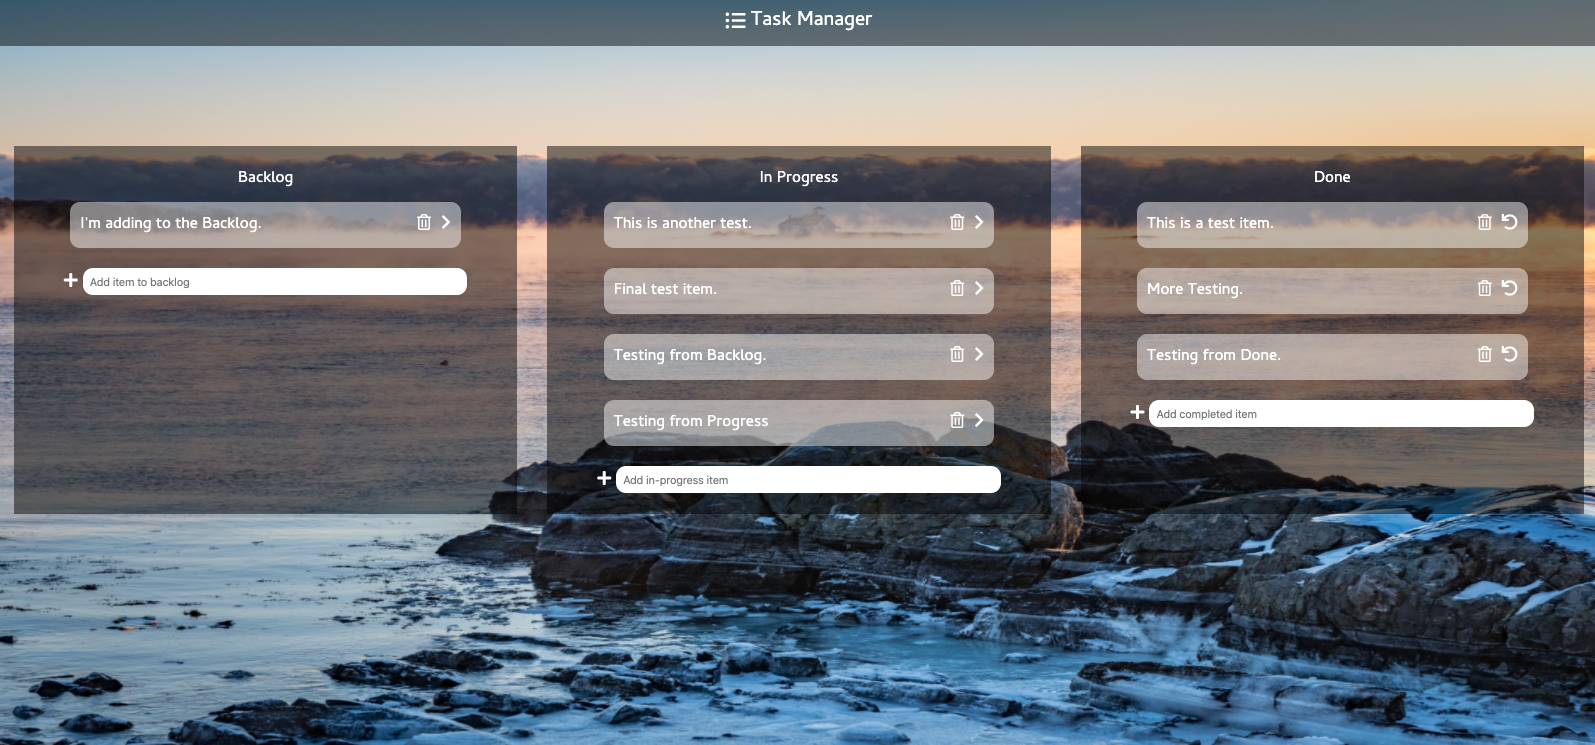 Task Manager
Backlog
I'm adding to the Backlog.
Add item to backlog
In Progress
This is another test.
Final test item.
Testing from Backlog.
Testing from Progress
Add in-progress item
Done
This is a test item.
More Testing.
Testing from Done.
Add completed item